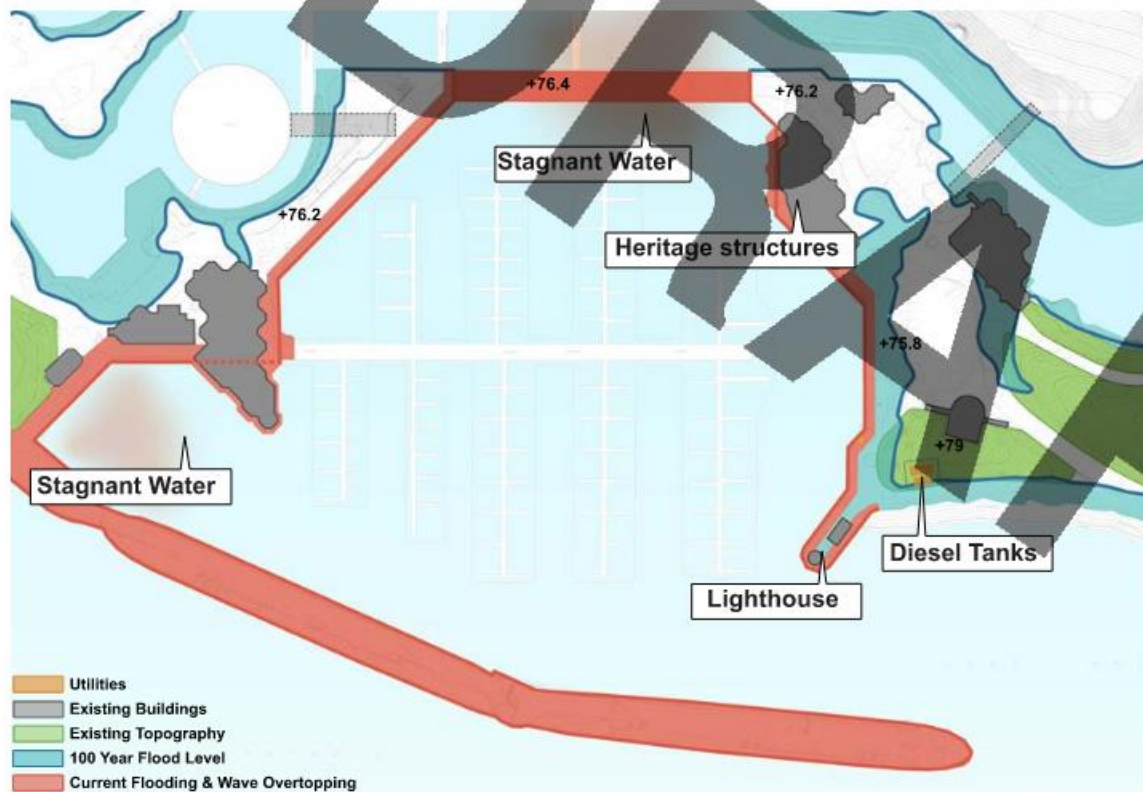 +76.4
+76.2
Stagnant Water
+76.2
Heritage structures
+75.8
+79
Stagnant Water
Diesel Tanks
Lighthouse
Utilities
Existing Buildings
Existing Topography
100 Year Flood Level
Current Flooding & Wave Overtopping